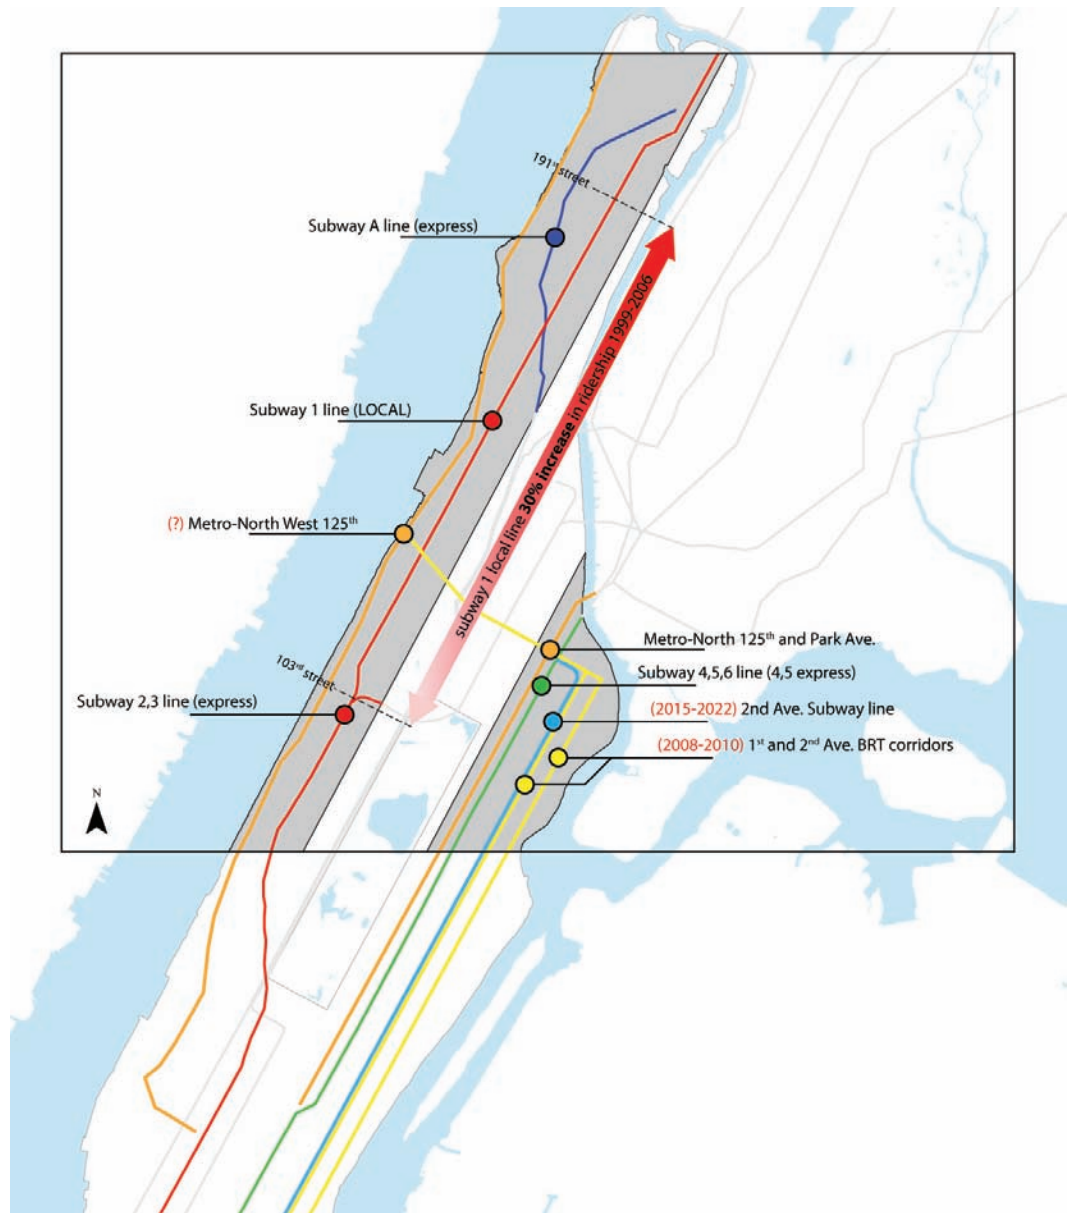 191st street
Subway A line (express)
subway 1 local line 30% increase in ridership 1999-2006
Subway 1 line (LOCAL)
(?) Metro-North West 125th
Metro-North 125th and Park Ave.
103rd street
Subway 4,5,6 line (4,5 express)
Subway 2,3 line (express)
(2015-2022) 2nd Ave. Subway line
(2008-2010) 1st and 2nd Ave. BRT corridors
N